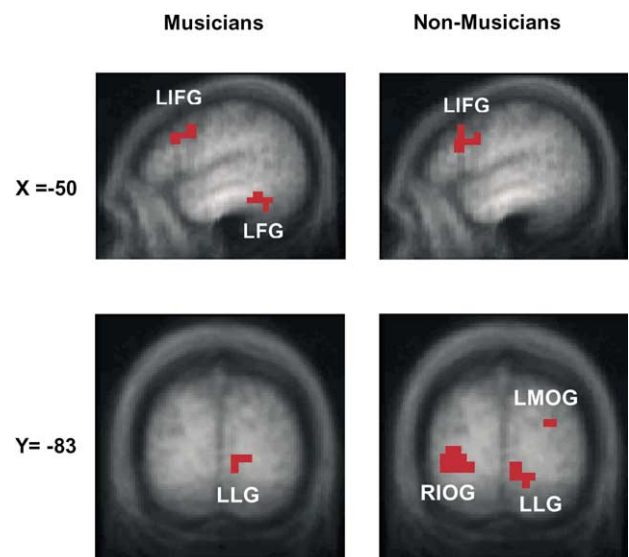 Musicians Non-Musicians
LIFG LIFG
X =-50
LFG
LMOG
Y= -83
LLG RIOG LLG